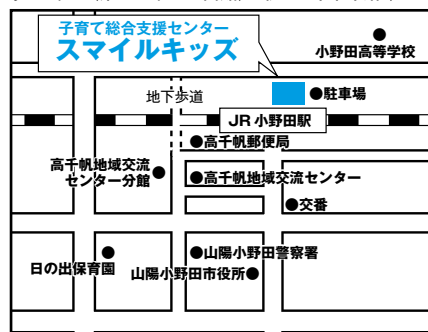 子育て総合支援センター
スマイルキッズ
小野田高等学校
地下歩道
駐車場
JR小野田駅
高千帆郵便局
高千帆地域交流
センター分館
高千帆地域交流センター
交番
日の出保育園
山陽小野田警察署
山陽小野田市役所